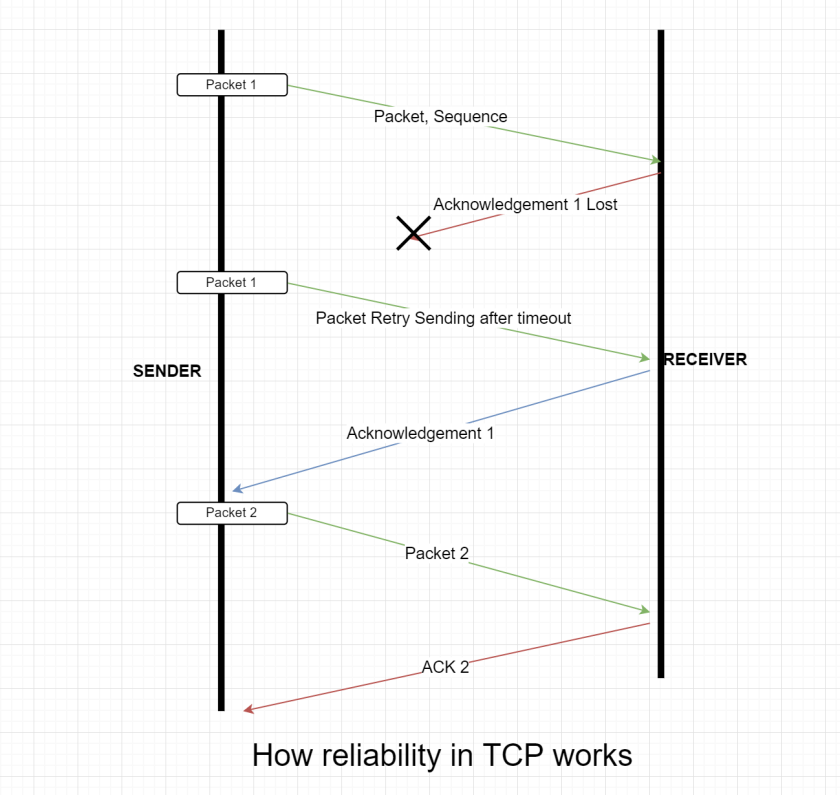 Packet 1
Packet, Sequence
Acknowledgement 1 Lost
Packet 1
Packet Retry Sending after timeout
RECEIVER
SENDER
Acknowledgement 1
Packet 2
Packet 2
ACK 2
How reliability in TCP works